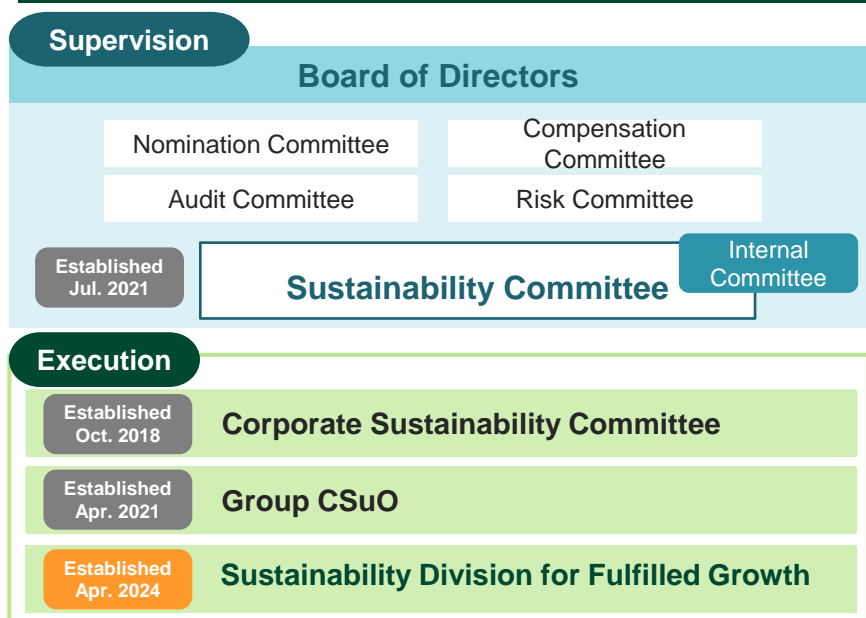 Supervision
Board of Directors
Nomination Committee
Compensation
Committee
Audit Committee
Risk Committee
Established
Jul. 2021
Sustainability Committee
Internal
Committee
Execution
Established
Oct. 2018
Corporate Sustainability Committee
Established
Apr. 2021
Group CSuO
Established
Apr. 2024
Sustainability Division for Fulfilled Growth